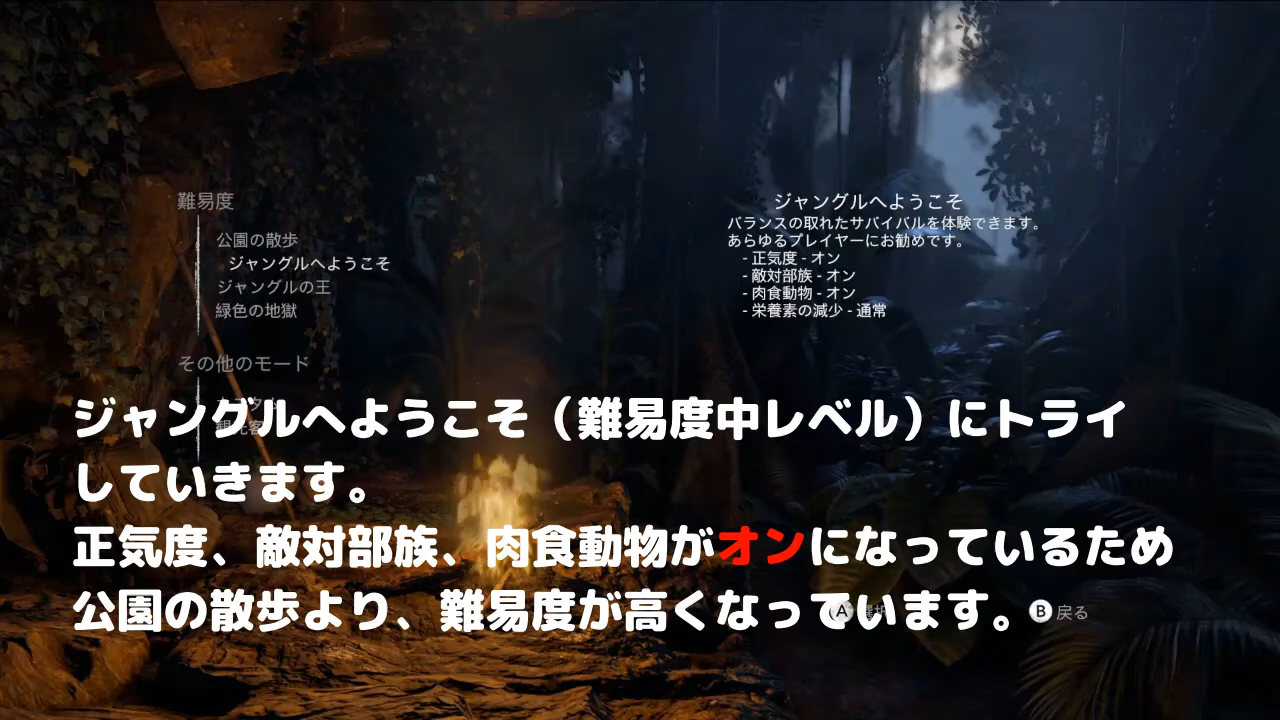 難易度
公園の散歩
ジャングルへようこそ
ジャングルの王
緑色の地獄
その他のモード
ジャングルへようこそ
バランスの取れたサバイバルを体験できます。
あらゆるプレイヤーにお勧めです。
- 正気度 - オン
- 敵対部族 - オン
- 肉食動物 - オン
- 栄養素の減少 - 通常
ジャングルへようこそ（難易度中レベル）にトライ
していきます。
正気度、敵対部族、肉食動物がオンになっているため
公園の散歩より、難易度が高くなっています。
A
B 戻る